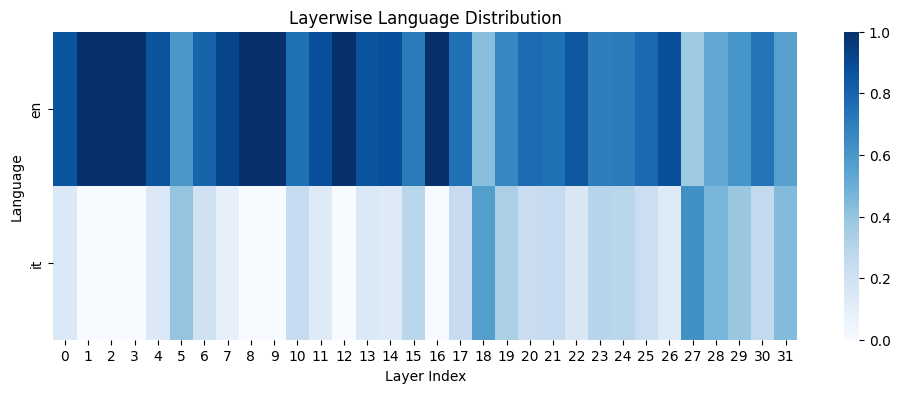 Layerwise Language Distribution
Language
en
it
0 1 2 3 4 5 6 7 8 9 10 11 12 13 14 15 16 17 18 19 20 21 22 23 24 25 26 27 28 29 30 31
Layer Index
1.0
0.8
0.6
0.4
0.2
0.0